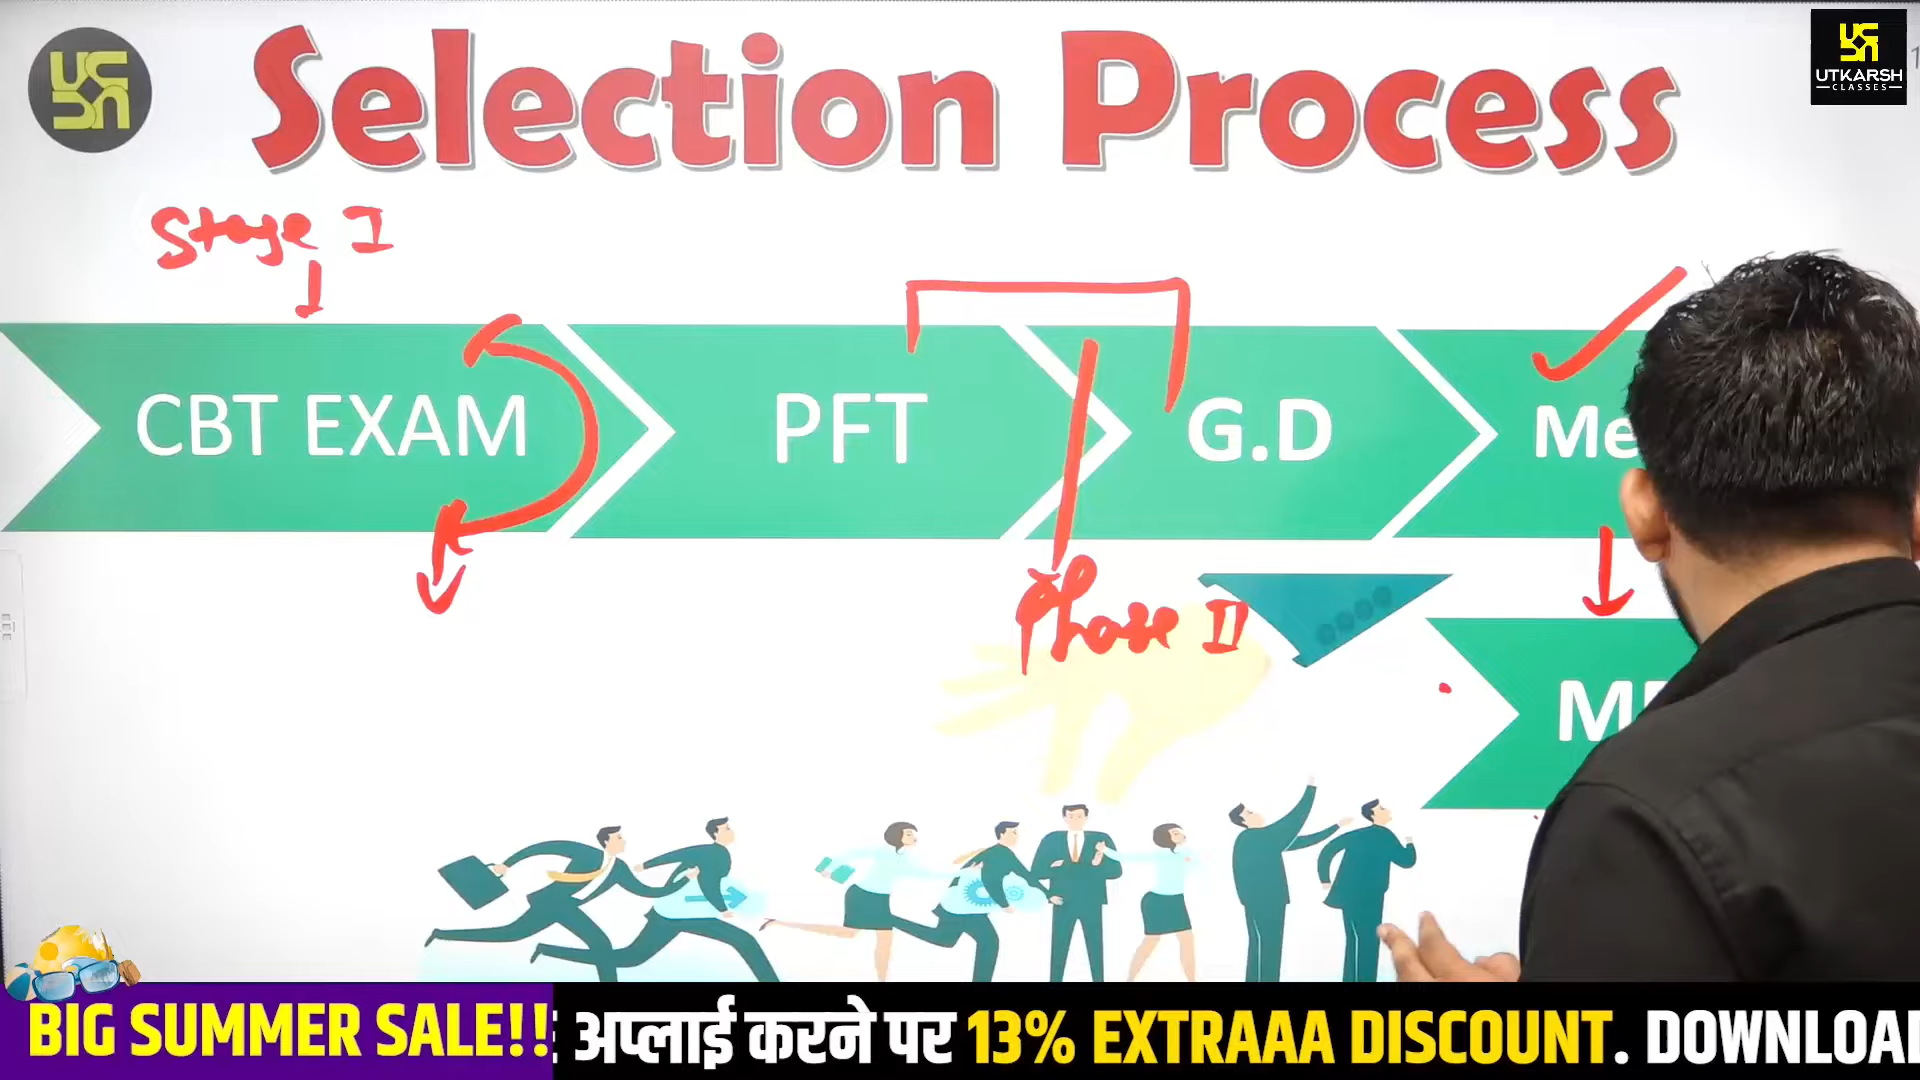 Selection Process
UTKARSH
CLASSES
Stage I
CBT EXAM
PFT
G.D
Phase II
BIG SUMMER SALE!!
अप्लाई करने पर 13% EXTRAAA DISCOUNT. DOWNLOA